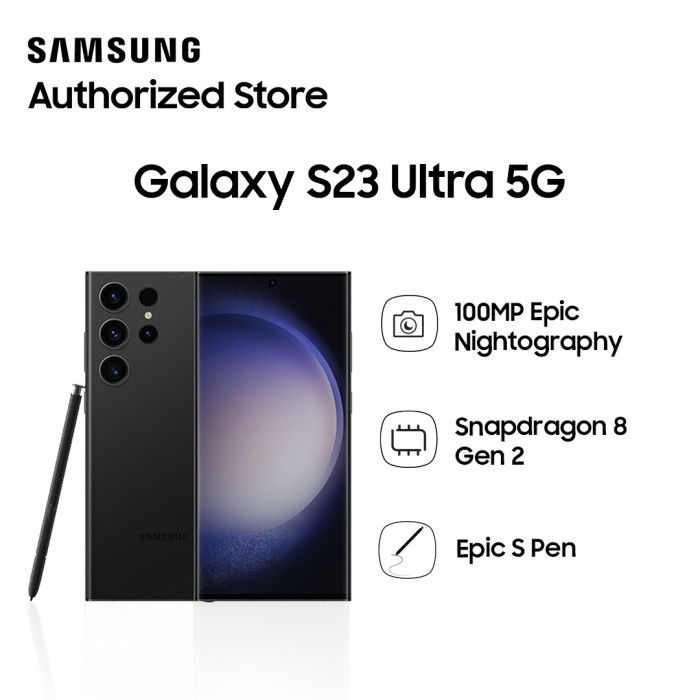 SAMSUNG
Authorized Store
Galaxy S23 Ultra 5G
100MP Epic
Nightography
Snapdragon 8
Gen 2
Epic S Pen
SAMSUNG